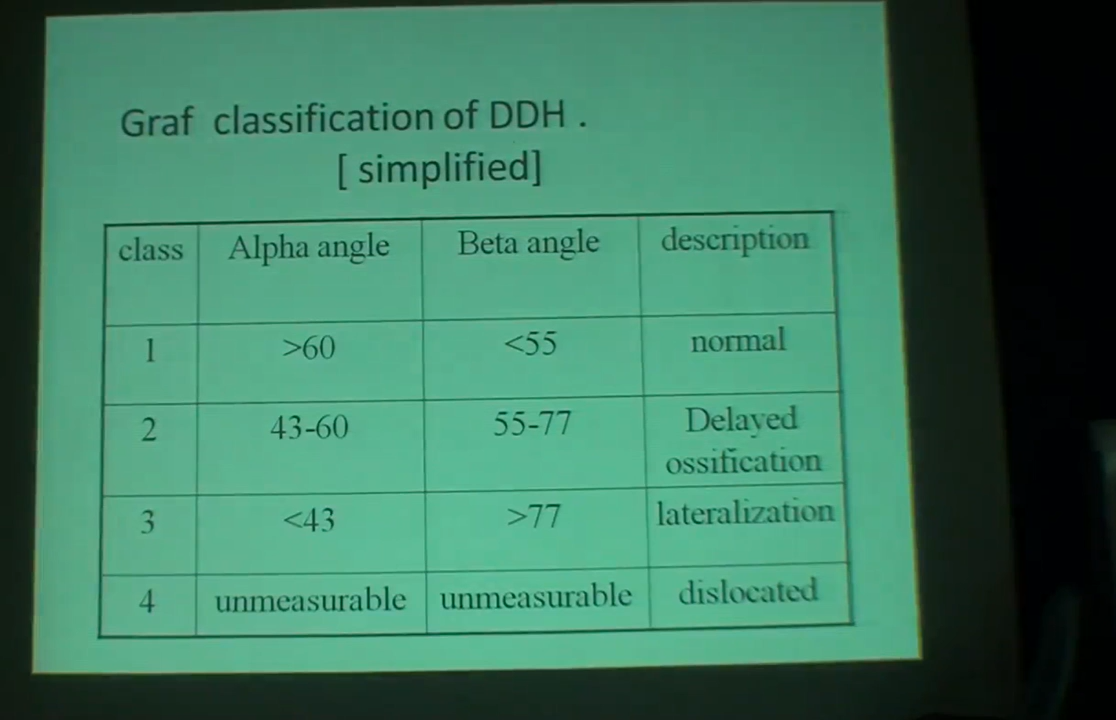 Graf classification of DDH .
[ simplified]
class Alpha angle Beta angle description
1 >60 <55 normal
2 43-60 55-77 Delayed
ossification
3 <43 >77 lateralization
4 unmeasurable unmeasurable dislocated